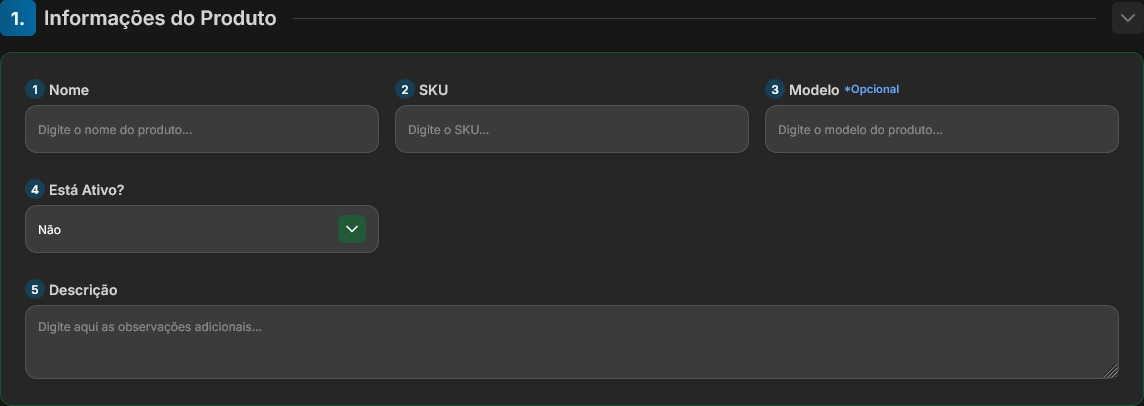 1. Informações do Produto
1 Nome
2 SKU
3 Modelo *Opcional
Digite o nome do produto...
Digite o SKU...
Digite o modelo do produto...
4 Está Ativo?
Não
5 Descrição
Digite aqui as observações adicionais...